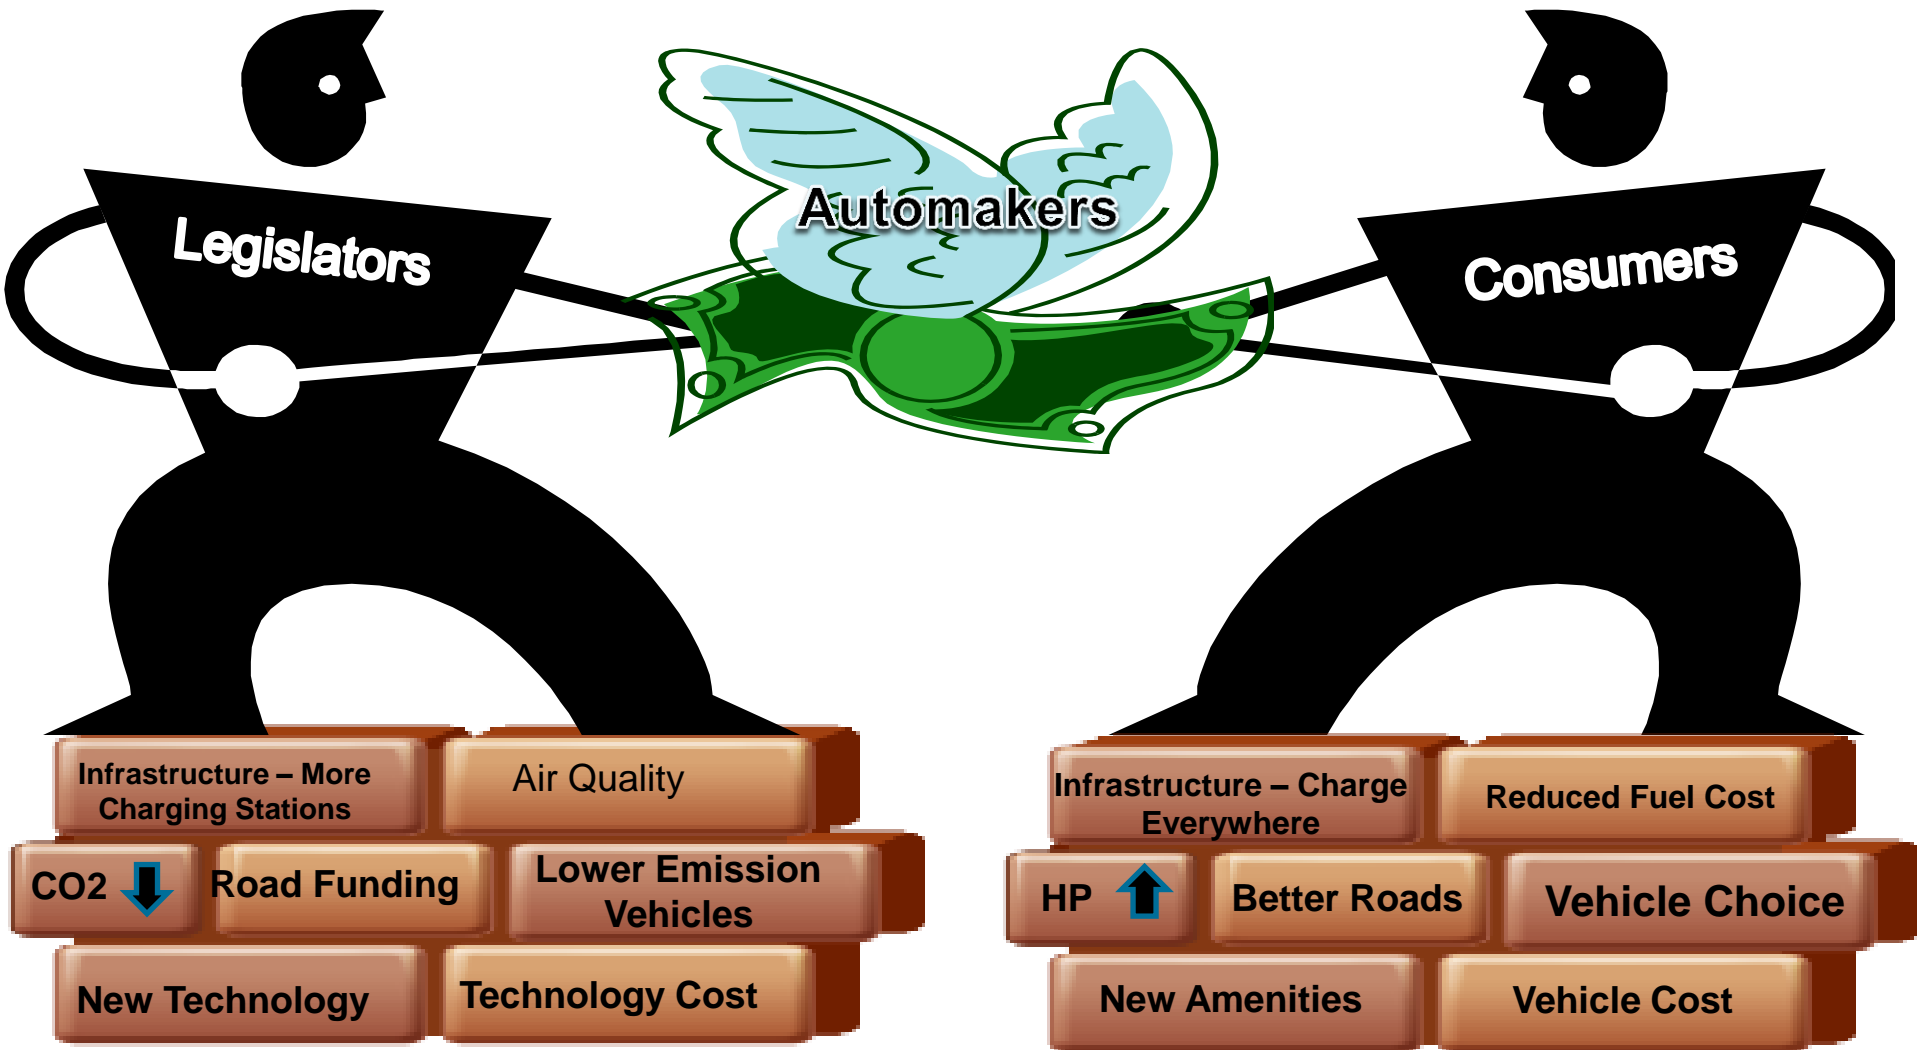 Automakers
Legislators
Consumers
Infrastructure – More
Charging Stations
Air Quality
CO2
Road Funding
Lower Emission
Vehicles
New Technology
Technology Cost
Infrastructure – Charge
Everywhere
Reduced Fuel Cost
HP
Better Roads
Vehicle Choice
New Amenities
Vehicle Cost